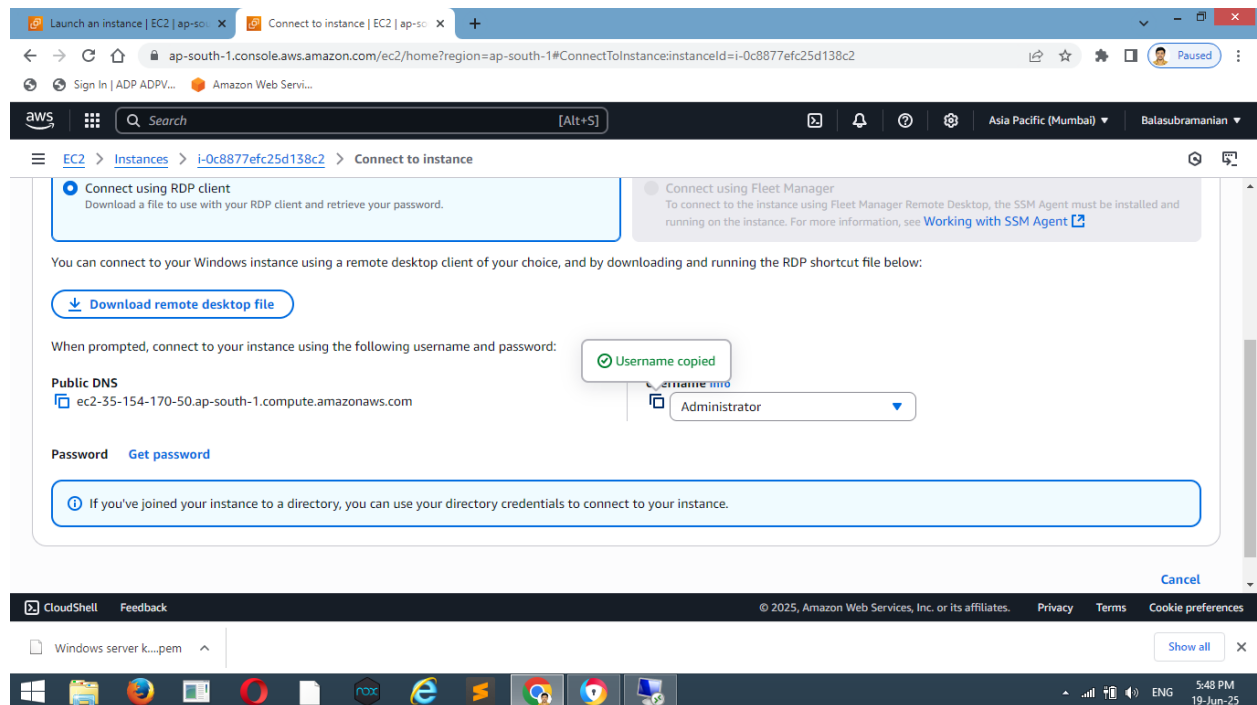 Launch an instance | EC2 | ap-sou
Connect to instance | EC2 | ap-so
ap-south-1.console.aws.amazon.com/ec2/home?region=ap-south-1#ConnectToInstance:instanceId=i-0c8877efc25d138c2
Paused
Sign In | ADP ADPV...
Amazon Web Servi...
aws
Search
[Alt+S]
Asia Pacific (Mumbai)
Balasubramanian
EC2 > Instances > i-0c8877efc25d138c2 > Connect to instance
Connect using RDP client
Download a file to use with your RDP client and retrieve your password.
Connect using Fleet Manager
To connect to the instance using Fleet Manager Remote Desktop, the SSM Agent must be installed and
running on the instance. For more information, see Working with SSM Agent
You can connect to your Windows instance using a remote desktop client of your choice, and by downloading and running the RDP shortcut file below:
Download remote desktop file
When prompted, connect to your instance using the following username and password:
Username copied
Public DNS
ec2-35-154-170-50.ap-south-1.compute.amazonaws.com
Username Info
Administrator
Password Get password
If you've joined your instance to a directory, you can use your directory credentials to connect to your instance.
Cancel
CloudShell Feedback
© 2025, Amazon Web Services, Inc. or its affiliates. Privacy Terms Cookie preferences
Windows server k....pem
Show all
nox
ENG
5:48 PM
19-Jun-25